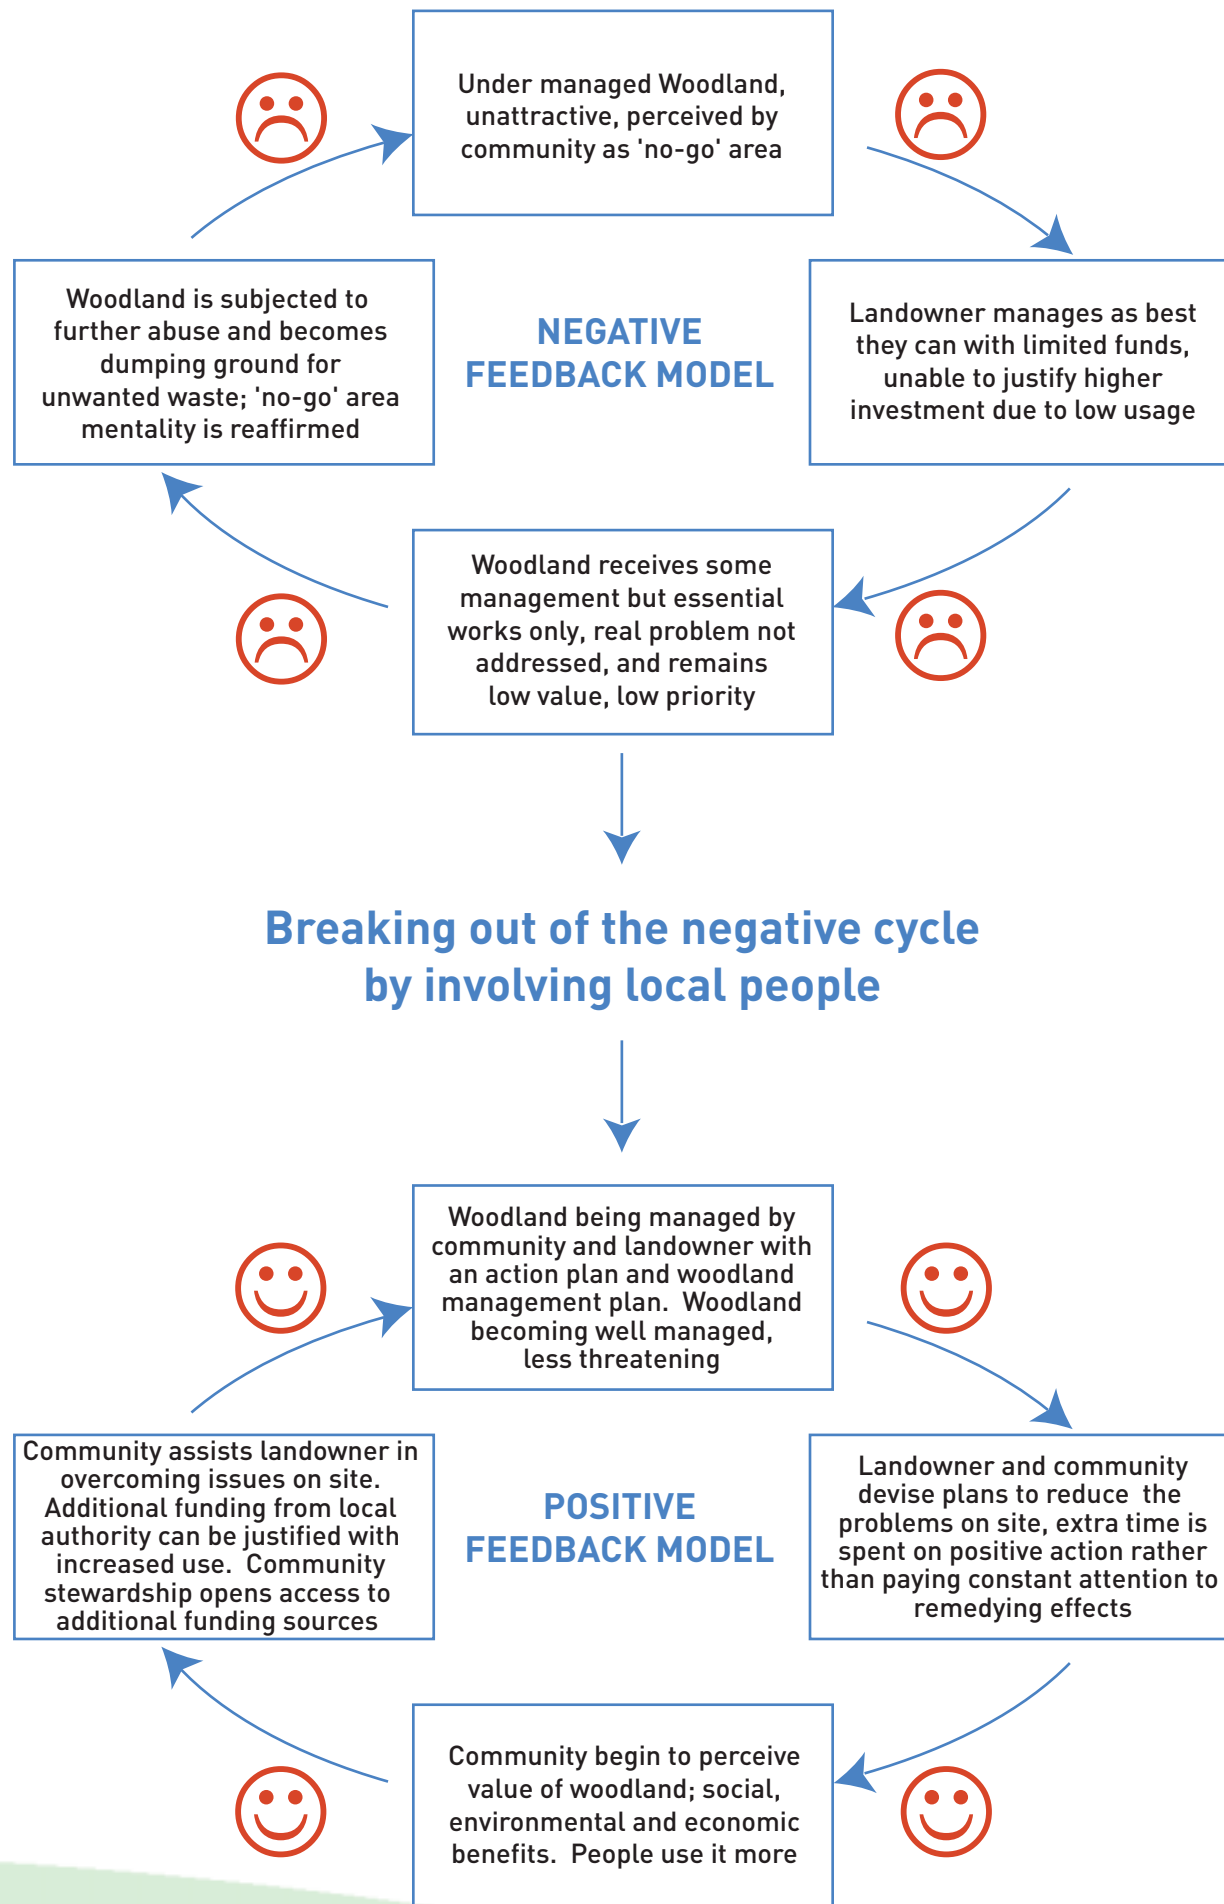 Under managed Woodland,
unattractive, perceived by
community as 'no-go' area
Woodland is subjected to
further abuse and becomes
dumping ground for
unwanted waste; 'no-go' area
mentality is reaffirmed
NEGATIVE
FEEDBACK MODEL
Landowner manages as best
they can with limited funds,
unable to justify higher
investment due to low usage
Woodland receives some
management but essential
works only, real problem not
addressed, and remains
low value, low priority
Breaking out of the negative cycle
by involving local people
Woodland being managed by
community and landowner with
an action plan and woodland
management plan.  Woodland
becoming well managed,
less threatening
Community assists landowner in
overcoming issues on site.
Additional funding from local
authority can be justified with
increased use.  Community
stewardship opens access to
additional funding sources
POSITIVE
FEEDBACK MODEL
Landowner and community
devise plans to reduce  the
problems on site, extra time is
spent on positive action rather
than paying constant attention to
remedying effects
Community begin to perceive
value of woodland; social,
environmental and economic
benefits.  People use it more